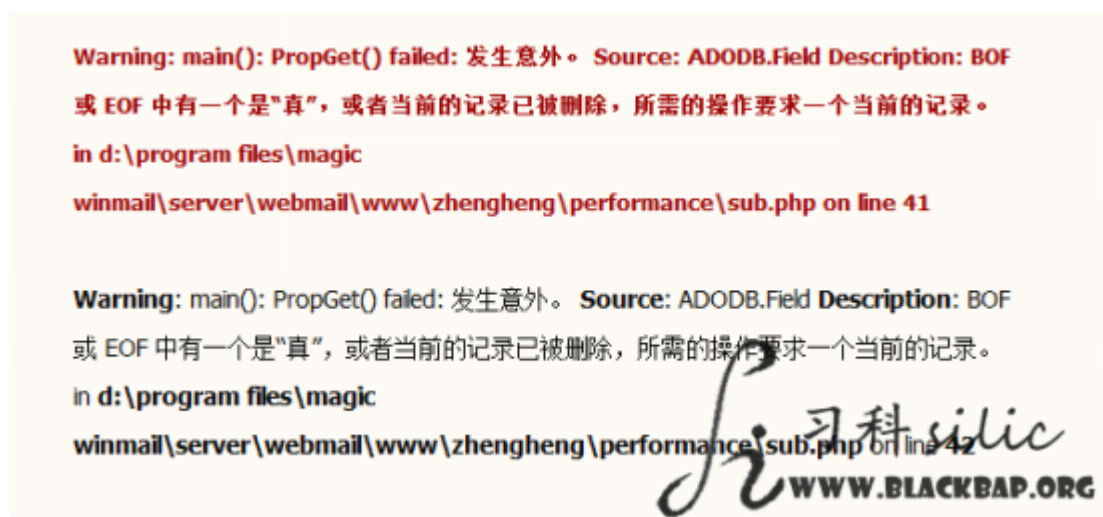 Warning: main(): PropGet() failed: 发生意外。 Source: ADODB.Field Description: BOF
或 EOF 中有一个是"真"，或者当前的记录已被删除，所需的操作要求一个当前的记录。
in d:\program files\magic
winmail\server\webmail\www\zhengheng\performance\sub.php on line 41
Warning: main(): PropGet() failed: 发生意外。 Source: ADODB.Field Description: BOF
或 EOF 中有一个是"真"，或者当前的记录已被删除，所需的操作要求一个当前的记录。
in d:\program files\magic
winmail\server\webmail\www\zhengheng\performance\sub.php on line 42
习科 silic
WWW.BLACKBAP.ORG